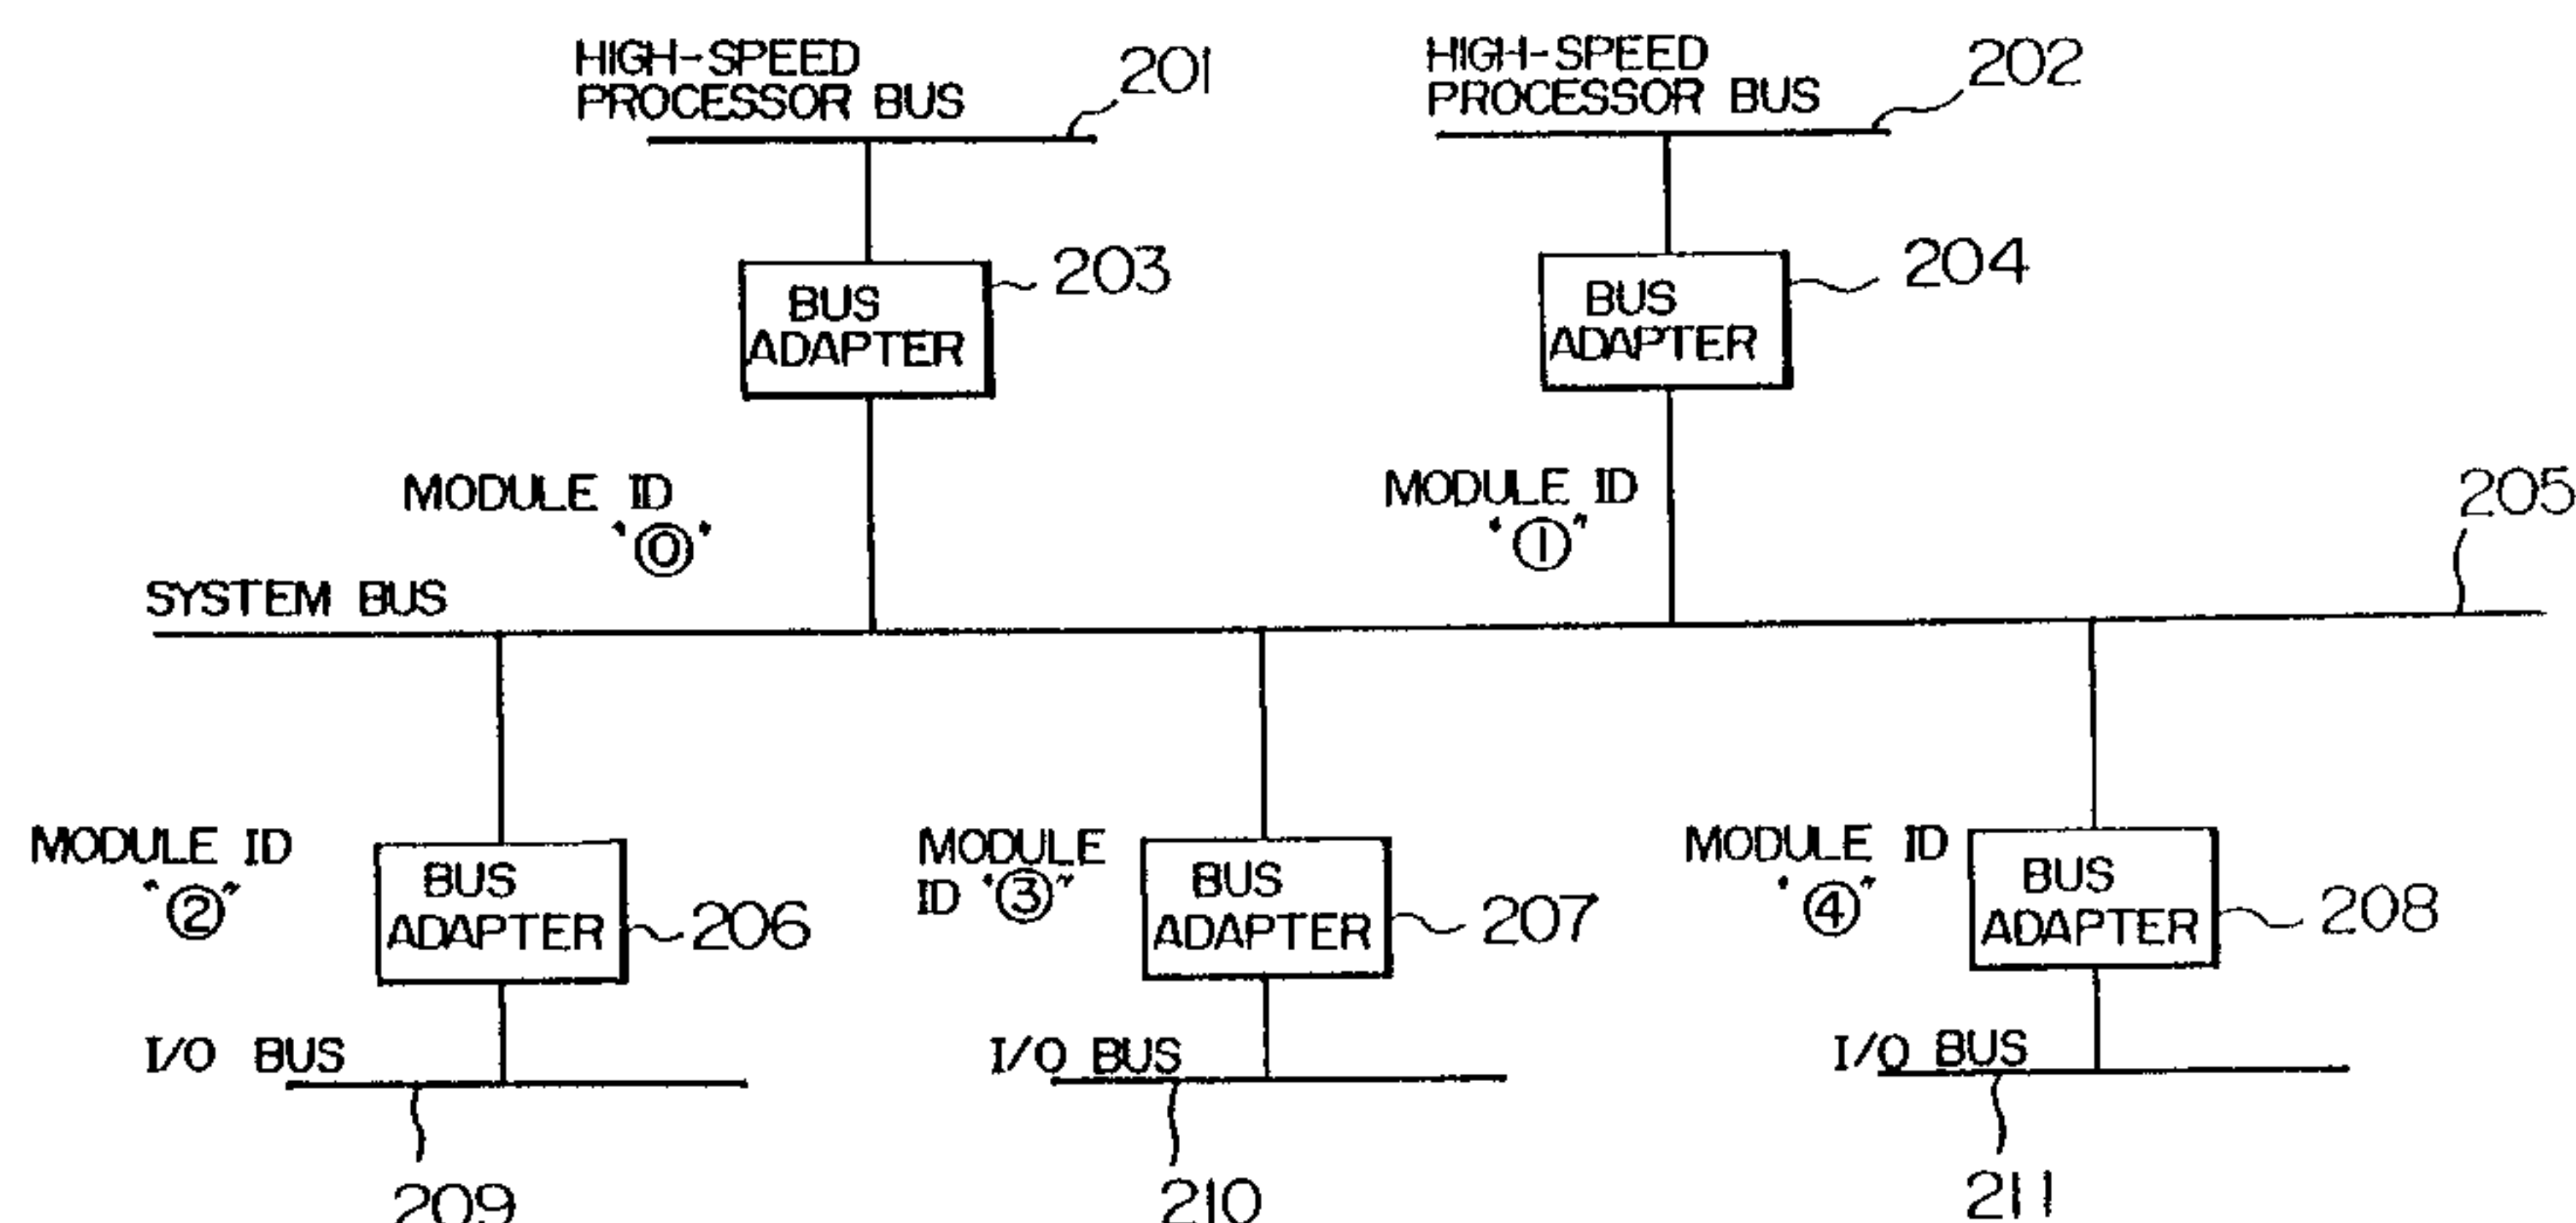 HIGH-SPEED
PROCESSOR BUS
201
HIGH-SPEED
PROCESSOR BUS
202
BUS
ADAPTER
203
BUS
ADAPTER
204
MODULE ID
"⓪"
MODULE ID
"①"
205
SYSTEM BUS
MODULE ID
"②"
BUS
ADAPTER
206
MODULE
ID "③"
BUS
ADAPTER
207
MODULE ID
"④"
BUS
ADAPTER
208
I/O BUS
I/O BUS
I/O BUS
209
210
211